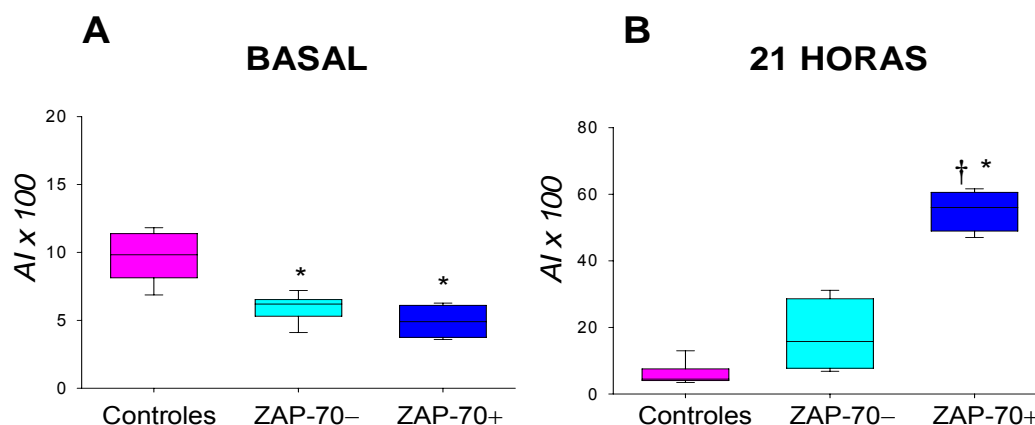 A
BASAL
AI x 100
20
15
10
5
0
*
*
Controles ZAP-70− ZAP-70+
B
21 HORAS
AI x 100
80
60
40
20
0
† *
Controles ZAP-70− ZAP-70+